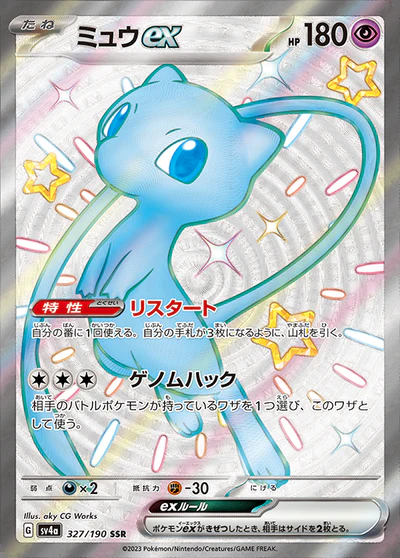 たね ミュウex HP 180
特性 とくせい リスタート
自分の番に1回使える。自分の手札が3枚になるように、山札を引く。
ゲノムハック
相手のバトルポケモンが持っているワザを1つ選び、このワザと
して使う。
弱点 ×2 抵抗力 -30 にげる
Illus. aky CG Works
exルール
G sv4a 327/190 SSR
ポケモンexがきぜつしたとき、相手はサイドを2枚とる。
©2023 Pokémon/Nintendo/Creatures/GAME FREAK.